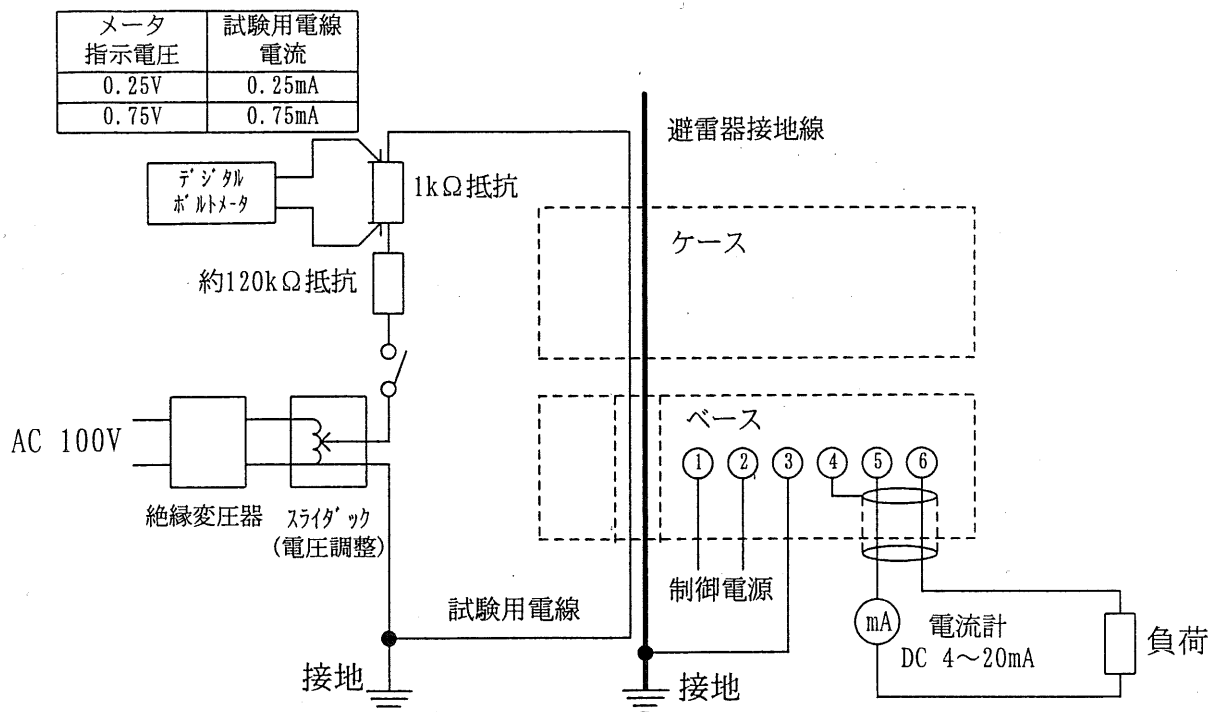 メータ
指示電圧
試験用電線
電流
0.25V
0.25mA
0.75V
0.75mA
避雷器接地線
デジタル
ボルトメータ
1kΩ抵抗
ケース
約120kΩ抵抗
ベース
AC 100V
① ② ③ ④ ⑤ ⑥
絶縁変圧器
スライダック
(電圧調整)
制御電源
試験用電線
mA
電流計
DC 4～20mA
負荷
接地
接地